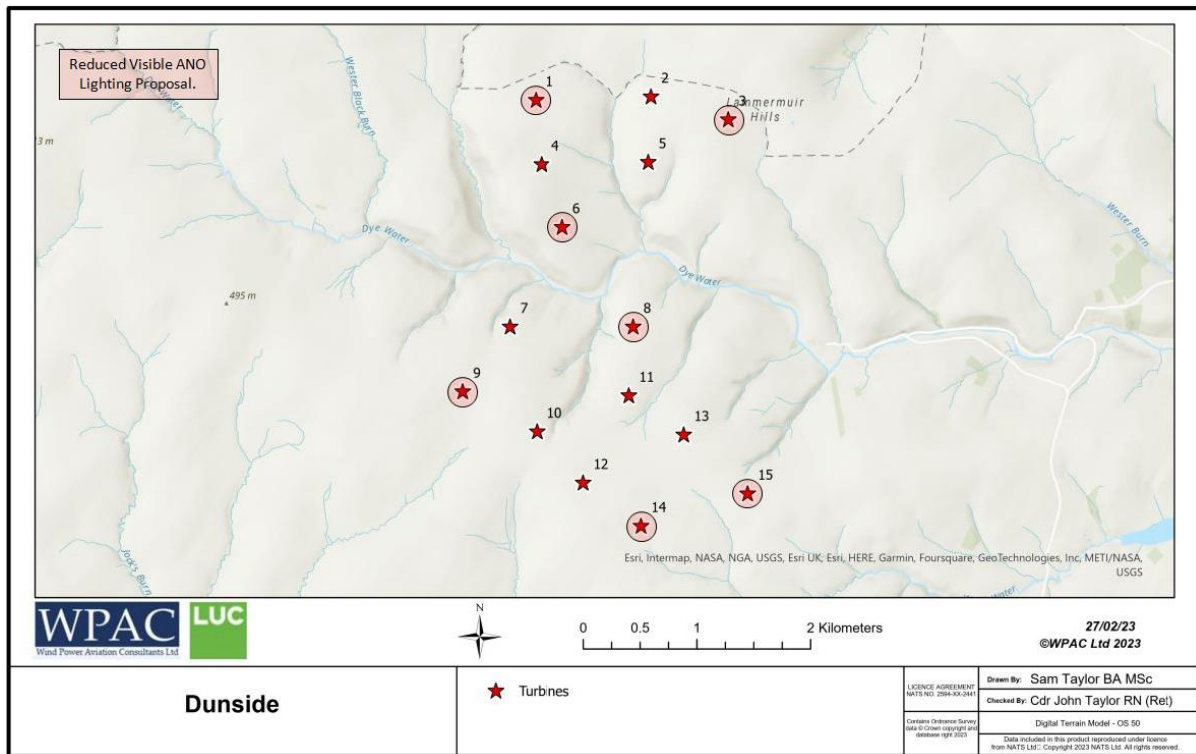 Reduced Visible ANO
Lighting Proposal.
Dye Water
Wester Black Burn
1
2
3
Lammermuir
Hills
3 m
4
5
6
Wester Burn
Dye Water
Dye Water
495 m
7
8
9
11
10
13
12
15
14
Jock's Burn
Esri, Intermap, NASA, NGA, USGS, Esri UK, Esri, HERE, Garmin, Foursquare, GeoTechnologies, Inc, METI/NASA,
USGS
WPAC
Wind Power Aviation Consultants Ltd
LUC
N
0 0.5 1 2 Kilometers
27/02/23
©WPAC Ltd 2023
Dunside
Turbines
LICENCE AGREEMENT
NATS NO. 2594-XX-2441
Contains Ordnance Survey
data © Crown copyright and
database right 2023
Drawn By: Sam Taylor BA MSc
Checked By: Cdr John Taylor RN (Ret)
Digital Terrain Model - OS 50
Data included in this product reproduced under licence
from NATS Ltd© Copyright 2023 NATS Ltd. All rights reserved.